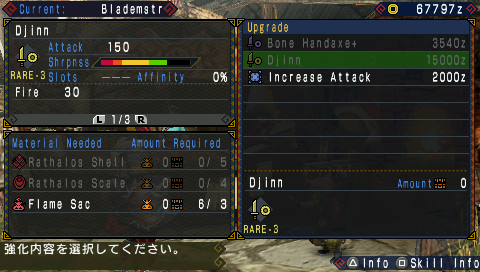 Current: Blademstr
67797z
Djinn
Attack 150
Shrpnss
Slots --- Affinity 0%
RARE-3
Fire 30
L 1/3 R
Upgrade
Bone Handaxe+ 3540z
Djinn 15000z
Increase Attack 2000z
Material Needed Amount Required
Rathalos Shell 0 0/ 5
Rathalos Scale 0 0/ 4
Flame Sac 0 6/ 3
Djinn Amount 0
RARE-3
強化内容を選択してください。
Info Skill Info